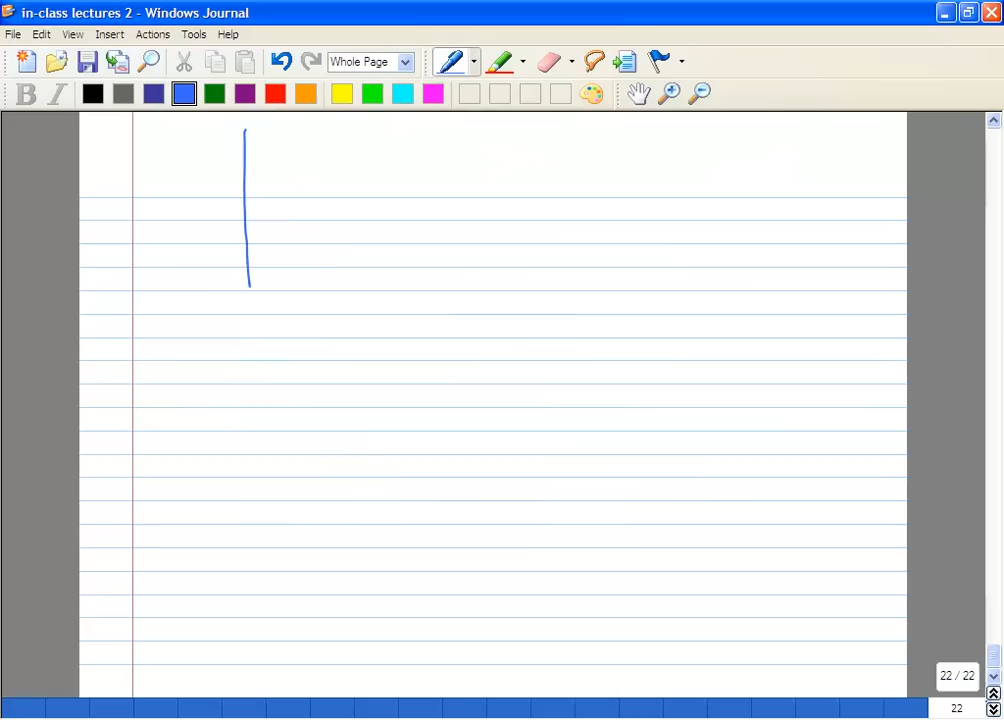 in-class lectures 2 - Windows Journal
File Edit View Insert Actions Tools Help
Whole Page
B I
22 / 22
22